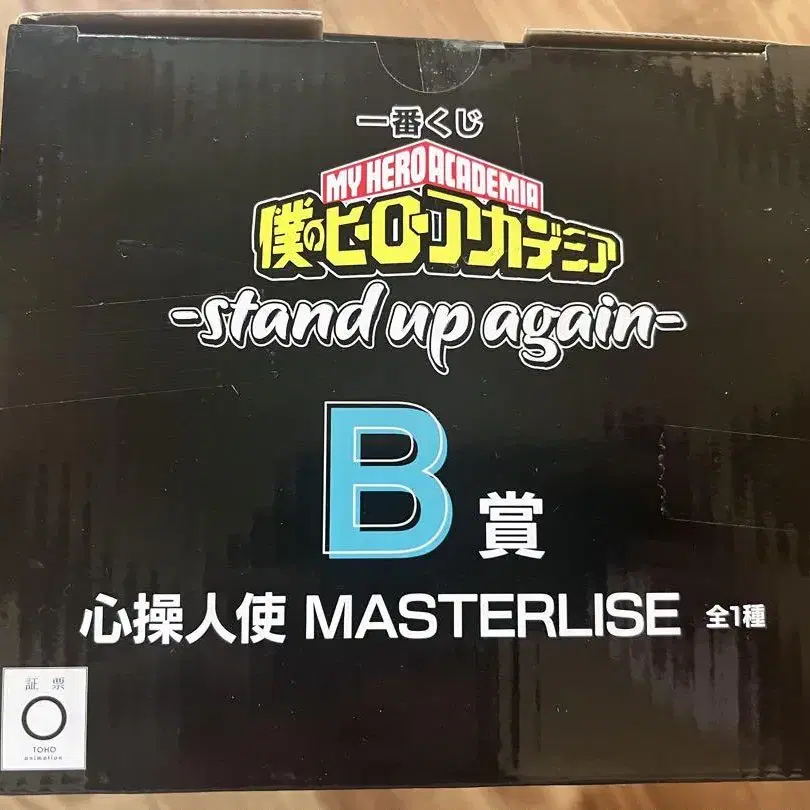 一番くじ
MY HERO ACADEMIA
僕のヒーローアカデミア
-stand up again-
B賞
心操人使 MASTERLISE 全1種
証 票
TOHO
animation